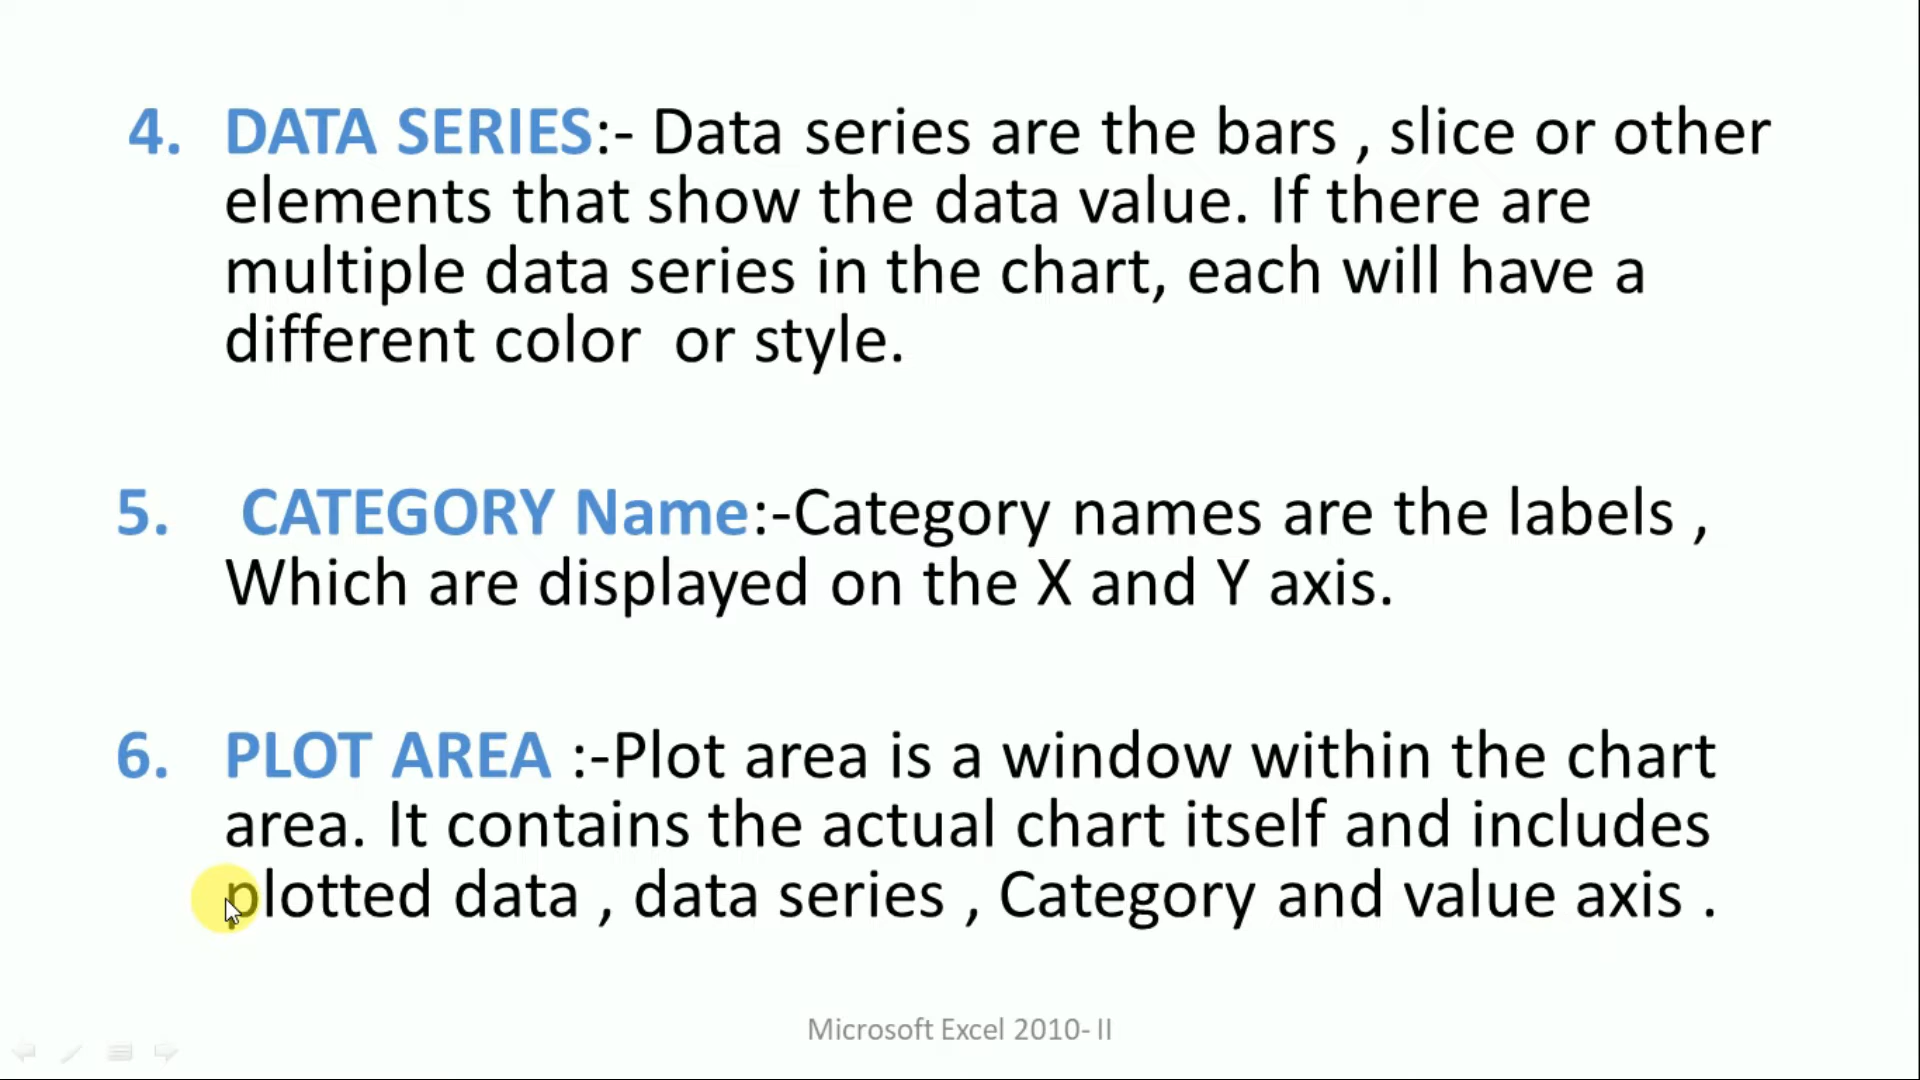 4. DATA SERIES:- Data series are the bars , slice or other
elements that show the data value. If there are
multiple data series in the chart, each will have a
different color  or style.
5. CATEGORY Name:-Category names are the labels ,
Which are displayed on the X and Y axis.
6. PLOT AREA :-Plot area is a window within the chart
area. It contains the actual chart itself and includes
plotted data , data series , Category and value axis .
Microsoft Excel 2010- II